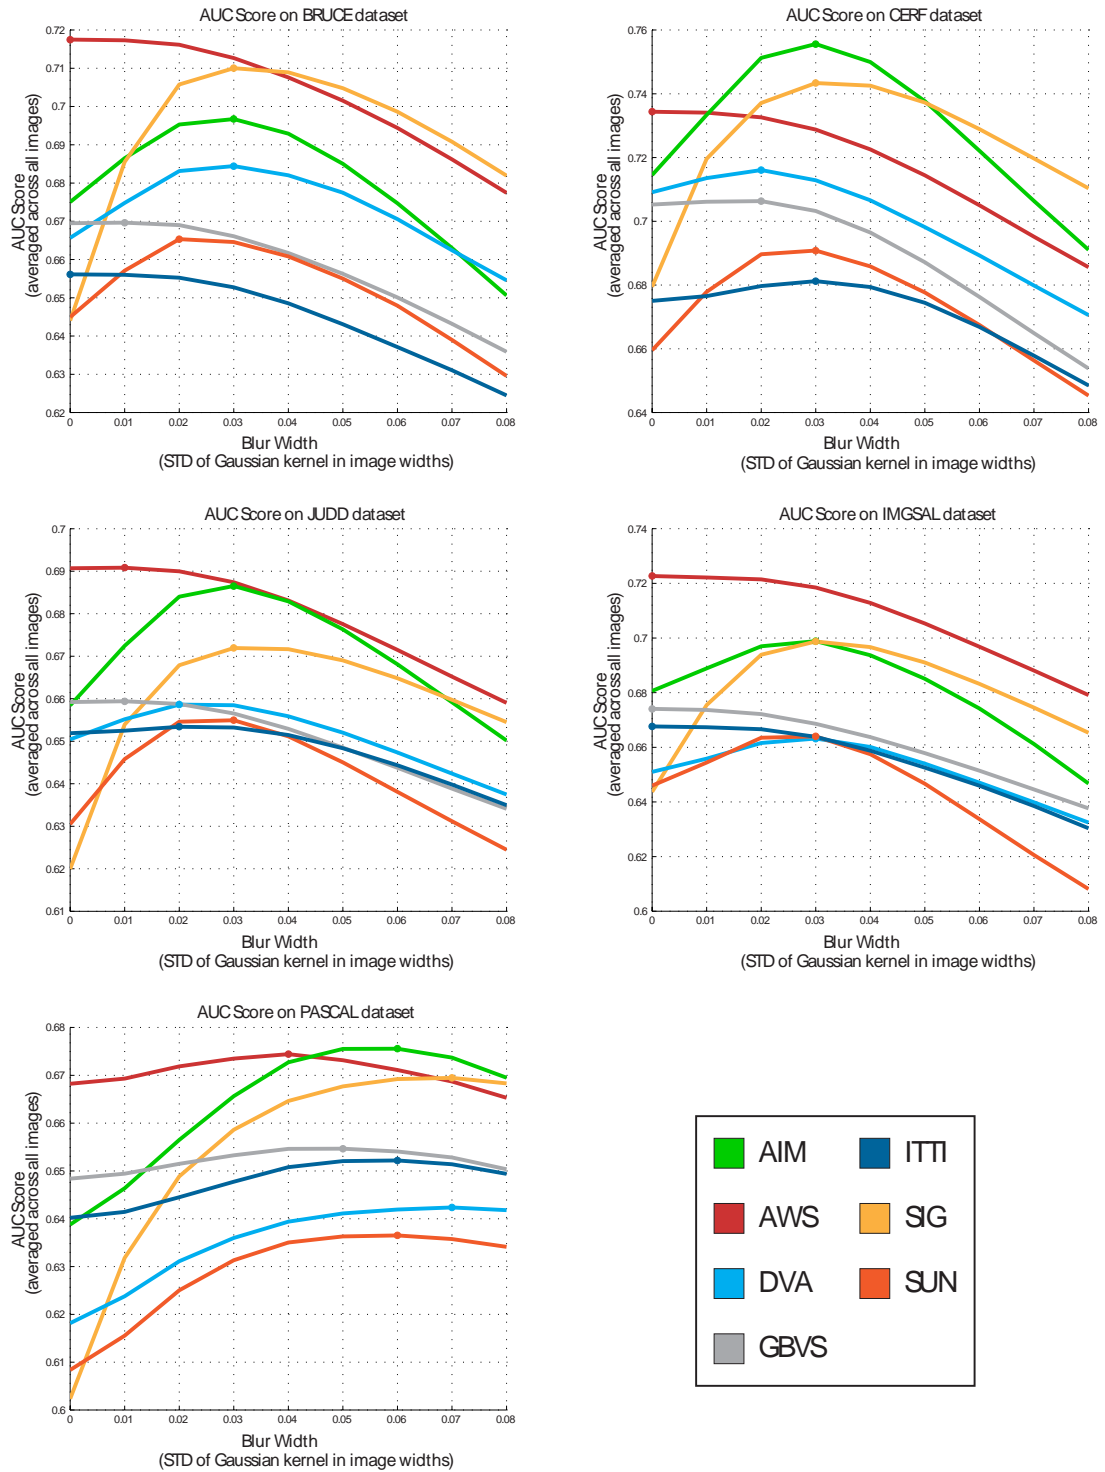 AUC Score on BRUCE dataset
0.72
0.71
0.7
0.69
0.68
0.67
0.66
0.65
0.64
0.63
0.62
AUC Score
(averaged across all images)
0 0.01 0.02 0.03 0.04 0.05 0.06 0.07 0.08
Blur Width
(STD of Gaussian kernel in image widths)
AUC Score on CERF dataset
0.76
0.74
0.72
0.7
0.68
0.66
0.64
AUC Score
(averaged across all images)
0 0.01 0.02 0.03 0.04 0.05 0.06 0.07 0.08
Blur Width
(STD of Gaussian kernel in image widths)
AUC Score on JUDD dataset
0.7
0.69
0.68
0.67
0.66
0.65
0.64
0.63
0.62
0.61
AUC Score
(averaged across all images)
0 0.01 0.02 0.03 0.04 0.05 0.06 0.07 0.08
Blur Width
(STD of Gaussian kernel in image widths)
AUC Score on IMGSAL dataset
0.74
0.72
0.7
0.68
0.66
0.64
0.62
0.6
AUC Score
(averaged across all images)
0 0.01 0.02 0.03 0.04 0.05 0.06 0.07 0.08
Blur Width
(STD of Gaussian kernel in image widths)
AUC Score on PASCAL dataset
0.68
0.67
0.66
0.65
0.64
0.63
0.62
0.61
0.6
AUC Score
(averaged across all images)
0 0.01 0.02 0.03 0.04 0.05 0.06 0.07 0.08
Blur Width
(STD of Gaussian kernel in image widths)
AIM
AWS
DVA
GBVS
ITTI
SIG
SUN